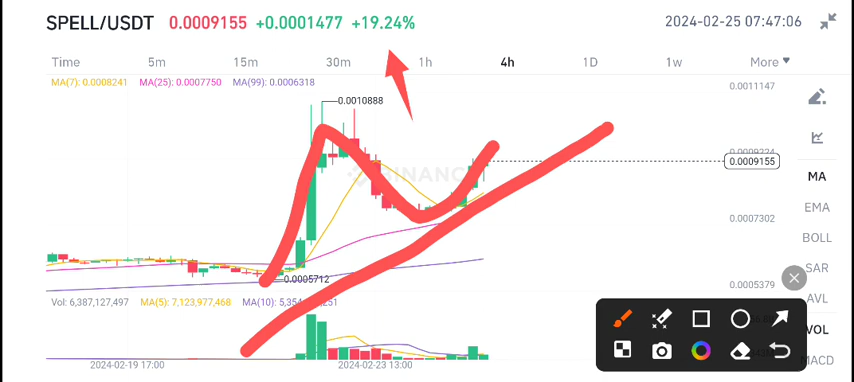 SPELL/USDT 0.0009155 +0.0001477 +19.24% 2024-02-25 07:47:06
Time 5m 15m 30m 1h 4h 1D 1w More
MA(7): 0.0008241 MA(25): 0.0007750 MA(99): 0.0006318
0.0011147
0.0010888
0.0009155
MA
BINANC
EMA
0.0007302
BOLL
SAR
0.0005712
0.0005379
AVL
Vol: 6,387,127,497 MA(5): 7,123,977,468 MA(10): 5,354
VOL
MACD
2024-02-19 17:00 2024-02-23 13:00